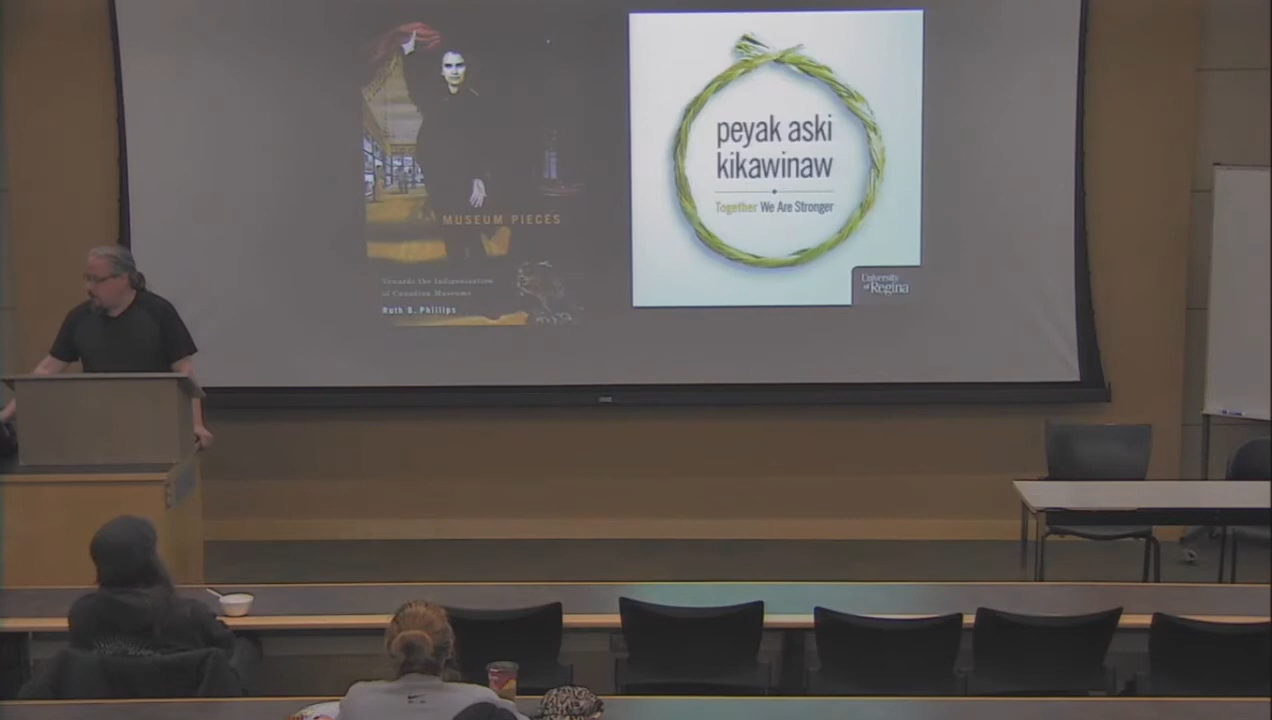 MUSEUM PIECES
Towards the Indigenization
of Canadian Museums
Ruth B. Phillips
peyak aski
kikawinaw
Together We Are Stronger
University
of Regina